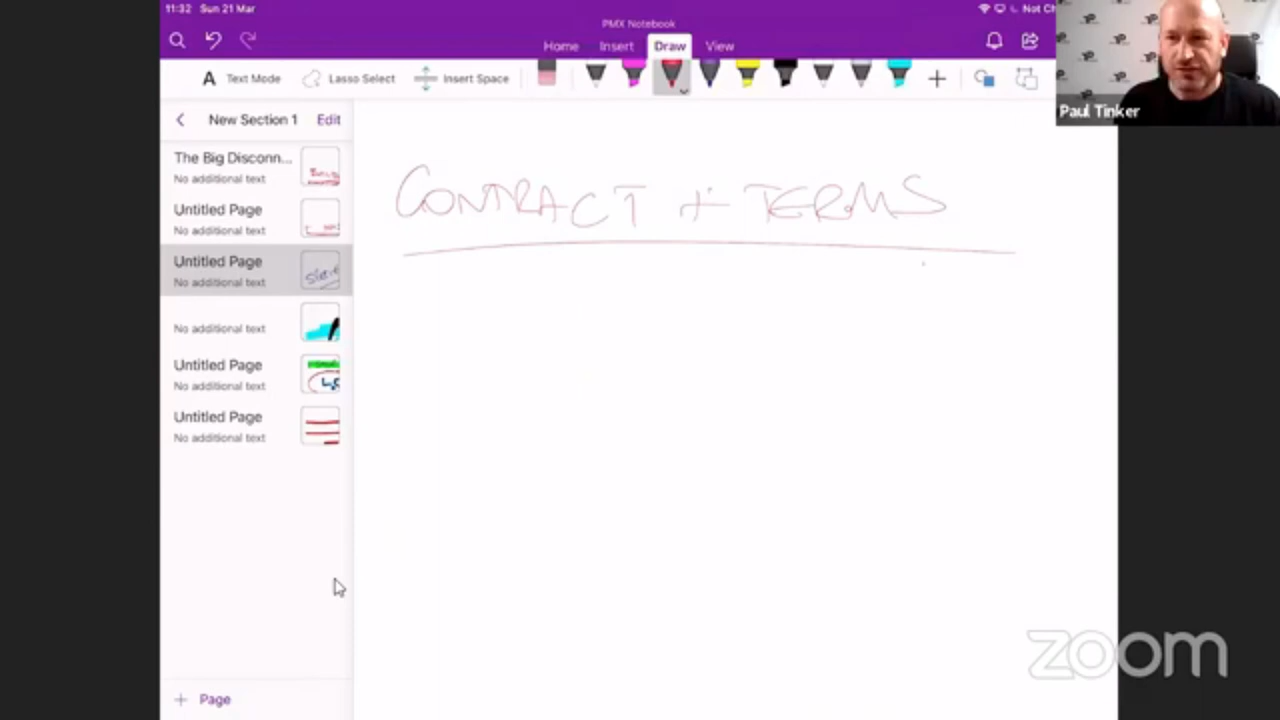 11:32 Sun 21 Mar
Not Ch
PMX Notebook
Home Insert Draw View
A Text Mode Lasso Select Insert Space
Paul Tinker
New Section 1 Edit
The Big Disconn...
No additional text
Untitled Page
No additional text
Untitled Page
No additional text
No additional text
Untitled Page
No additional text
Untitled Page
No additional text
CONTRACT + TERMS
+ Page
zoom